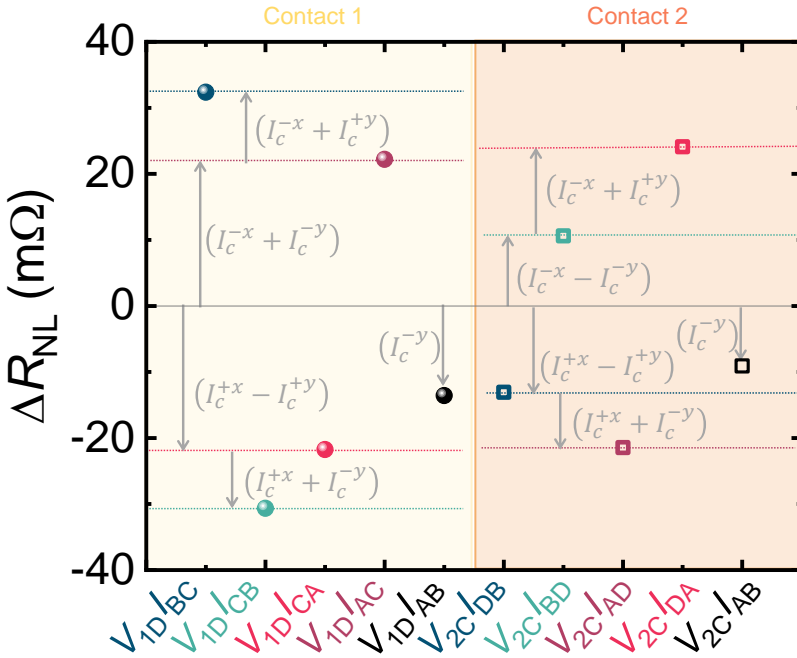 Contact 1 Contact 2
40
(I_c^{-x} + I_c^{+y})
(I_c^{-x} + I_c^{+y})
20
(I_c^{-x} + I_c^{-y})
(I_c^{-x} − I_c^{-y})
0
(I_c^{-y})
(I_c^{-y})
(I_c^{+x} − I_c^{+y})
(I_c^{+x} − I_c^{+y})
-20
(I_c^{+x} + I_c^{-y})
(I_c^{+x} + I_c^{-y})
-40
ΔR_NL (mΩ)
V_1D I_BC
V_1D I_CB
V_1D I_CA
V_1D I_AC
V_1D I_AB
V_2C I_DB
V_2C I_BD
V_2C I_AD
V_2C I_DA
V_2C I_AB